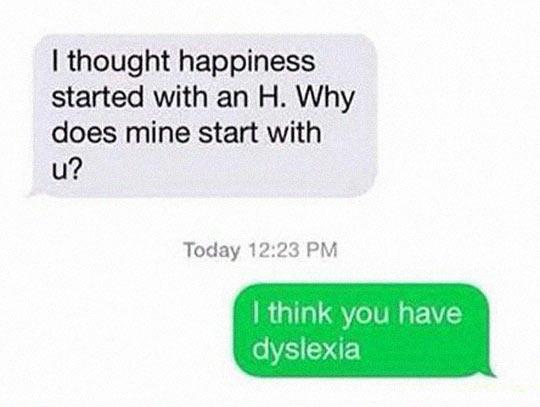 I thought happiness
started with an H. Why
does mine start with
u?
Today 12:23 PM
I think you have
dyslexia